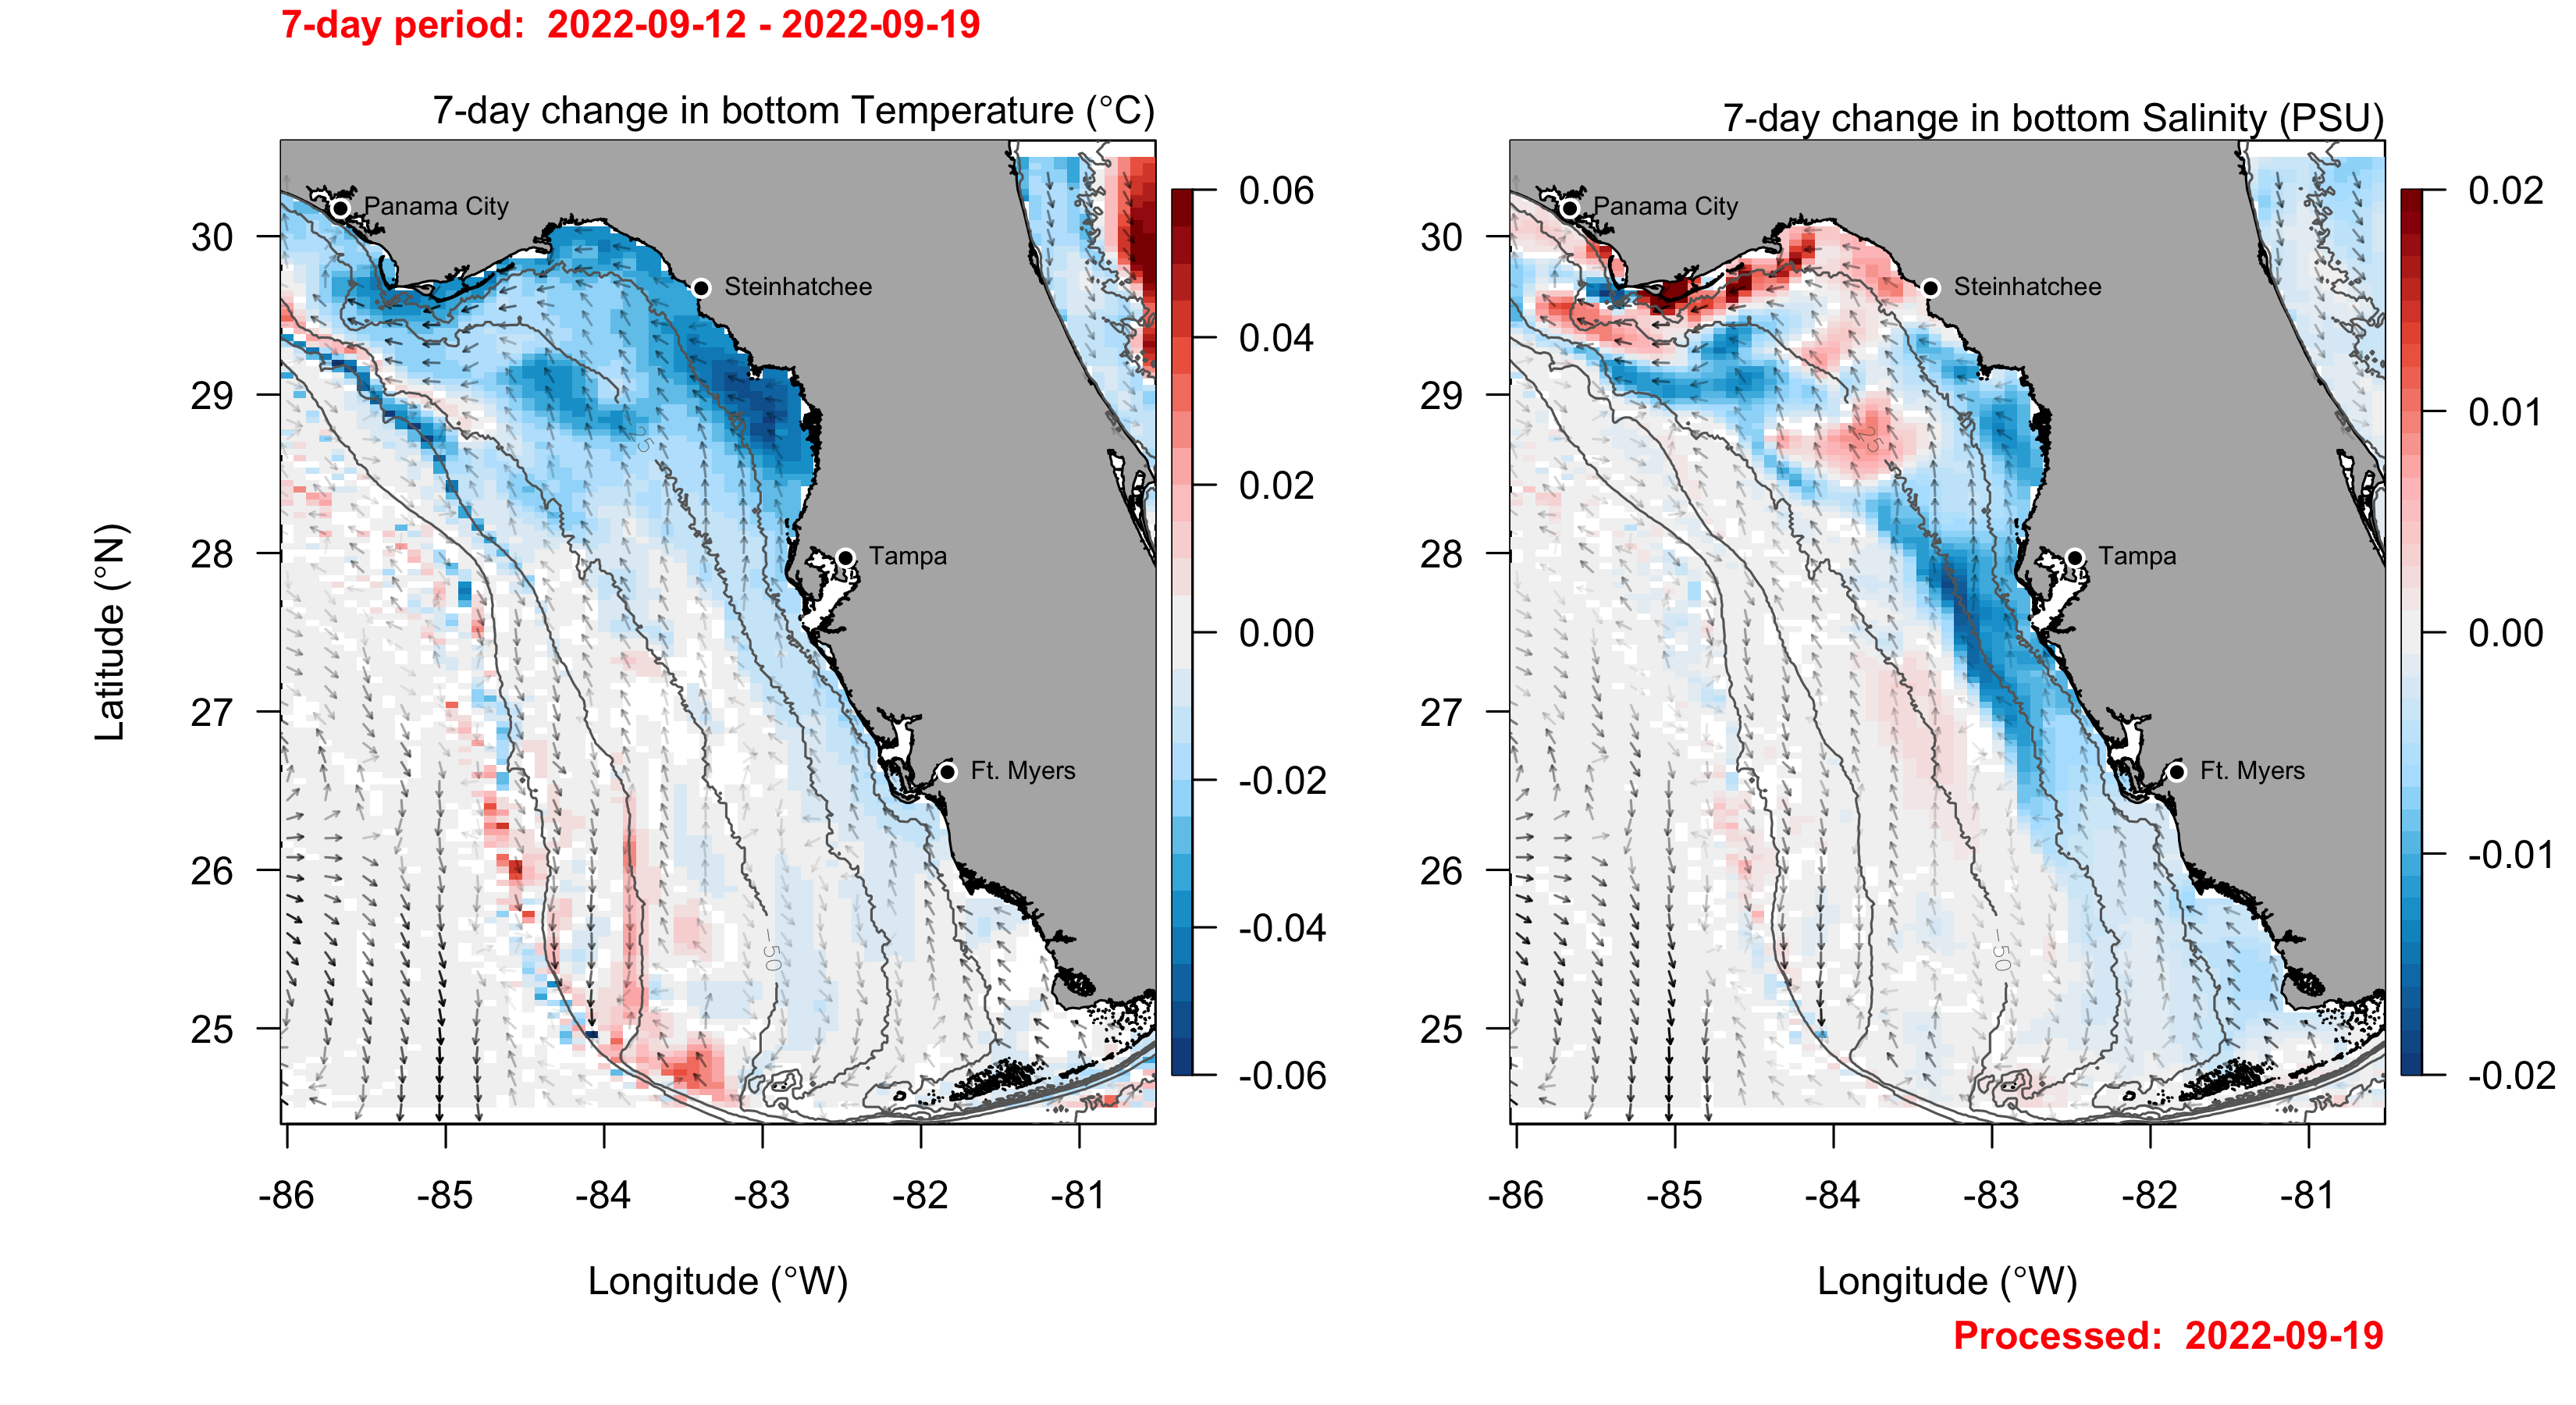 7-day period:  2022-09-12 - 2022-09-19
7-day change in bottom Temperature (°C)
7-day change in bottom Salinity (PSU)
Panama City
Steinhatchee
Tampa
Ft. Myers
-25
-50
Latitude (°N)
30
29
28
27
26
25
-86
-85
-84
-83
-82
-81
Longitude (°W)
0.06
0.04
0.02
0.00
-0.02
-0.04
-0.06
Panama City
Steinhatchee
Tampa
Ft. Myers
-25
-50
30
29
28
27
26
25
-86
-85
-84
-83
-82
-81
Longitude (°W)
0.02
0.01
0.00
-0.01
-0.02
Processed:  2022-09-19